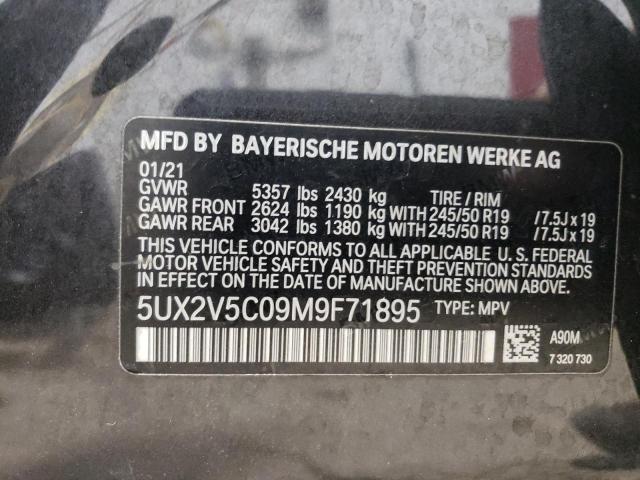 MFD BY BAYERISCHE MOTOREN WERKE AG
01/21
GVWR 5357 lbs 2430 kg TIRE / RIM
GAWR FRONT 2624 lbs 1190 kg WITH 245/50 R19 /7.5J x 19
GAWR REAR 3042 lbs 1380 kg WITH 245/50 R19 /7.5J x 19
THIS VEHICLE CONFORMS TO ALL APPLICABLE U. S. FEDERAL
MOTOR VEHICLE SAFETY AND THEFT PREVENTION STANDARDS
IN EFFECT ON THE DATE OF MANUFACTURE SHOWN ABOVE.
5UX2V5C09M9F71895 TYPE: MPV
A90M
7 320 730